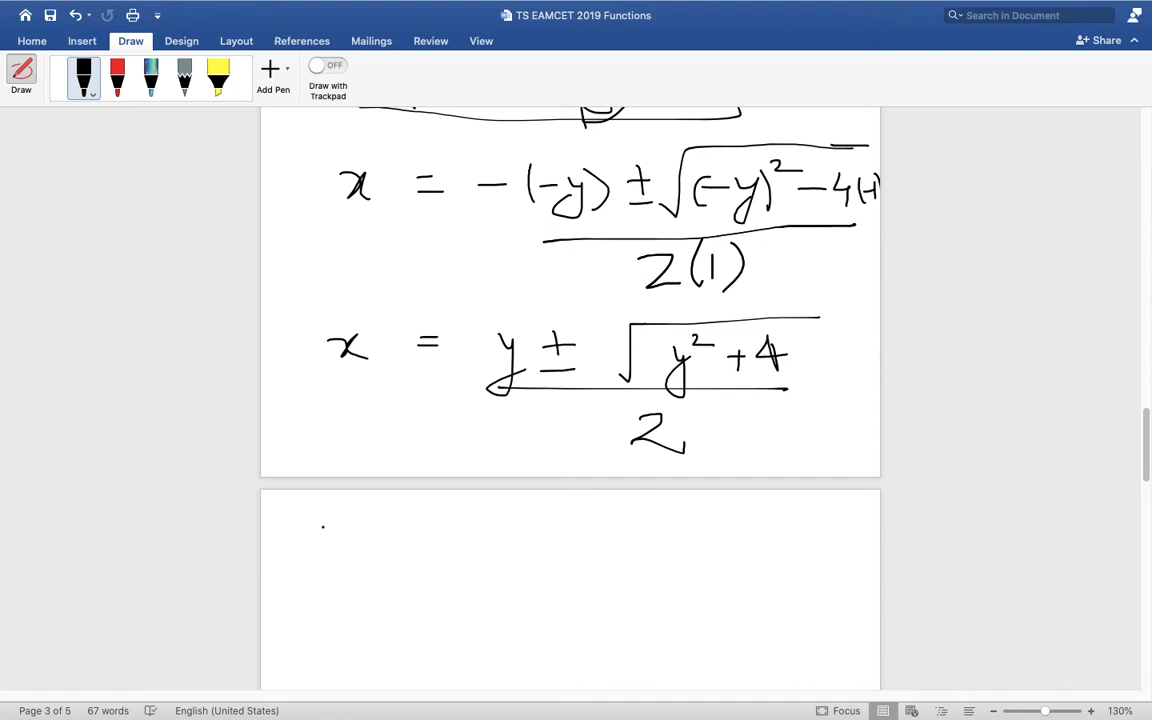 TS EAMCET 2019 Functions
Search in Document
Home Insert Draw Design Layout References Mailings Review View
Share
OFF
Draw
Add Pen
Draw with
Trackpad
x = -(-y) ± √(-y)² - 4(-1)
2(1)
x = y ± √y² + 4
2
Page 3 of 5 67 words English (United States) Focus 130%